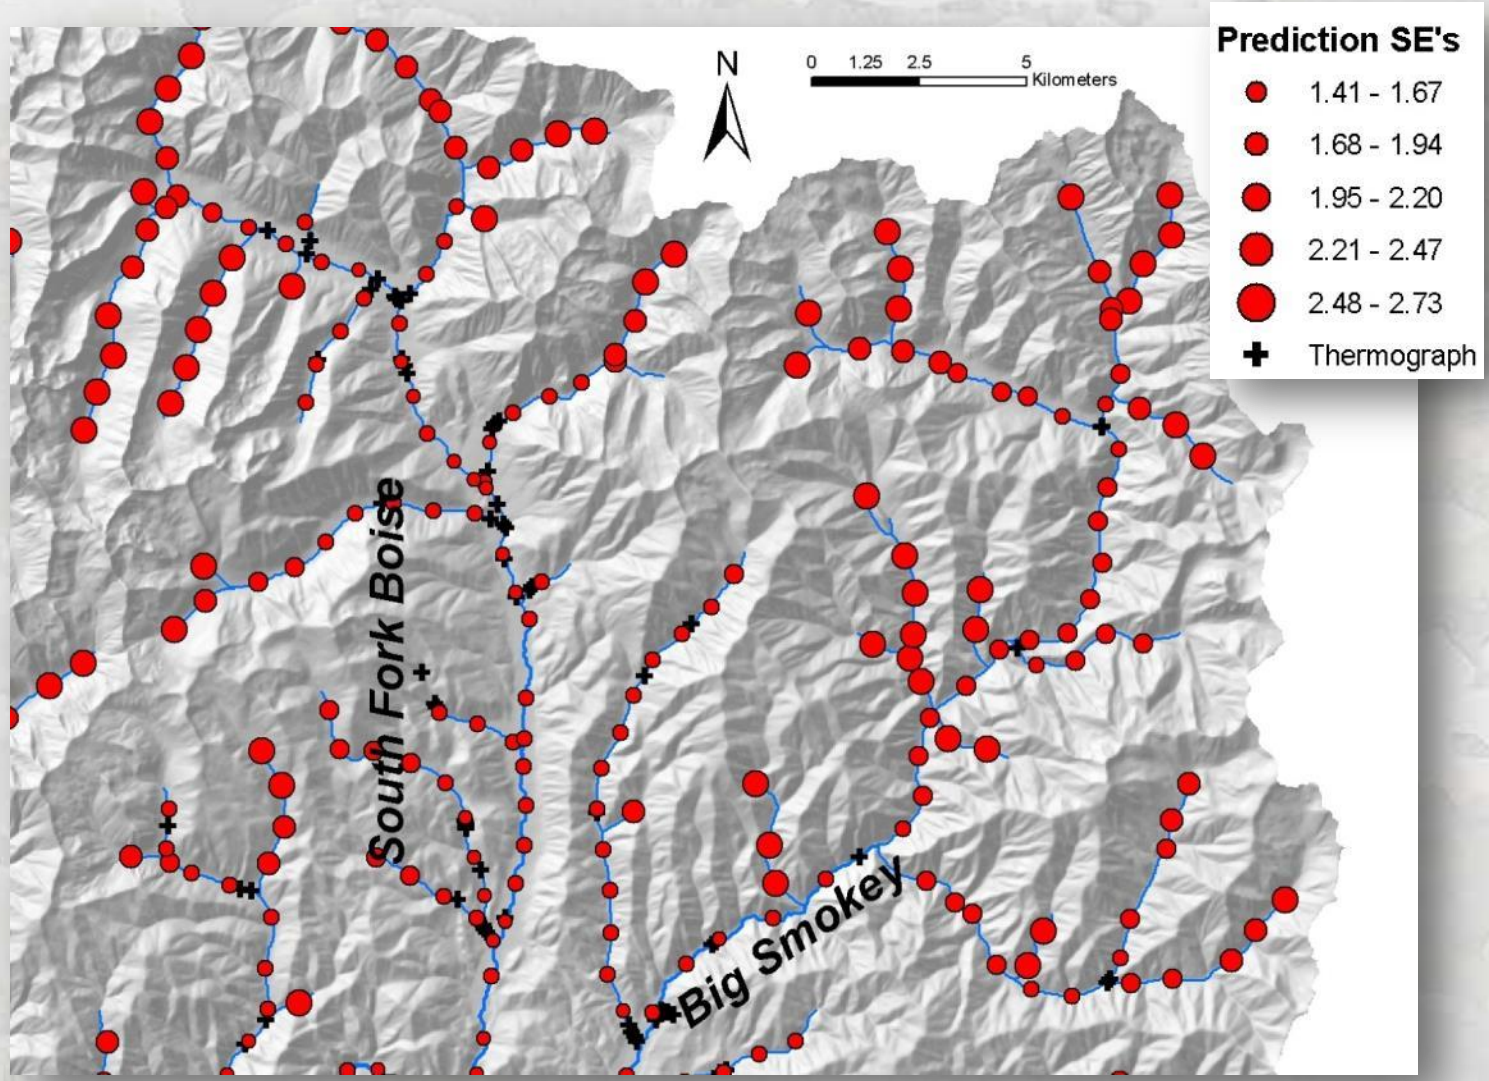 N
0 1.25 2.5 5
Kilometers
Prediction SE's
1.41 - 1.67
1.68 - 1.94
1.95 - 2.20
2.21 - 2.47
2.48 - 2.73
Thermograph
South Fork Boise
Big Smokey